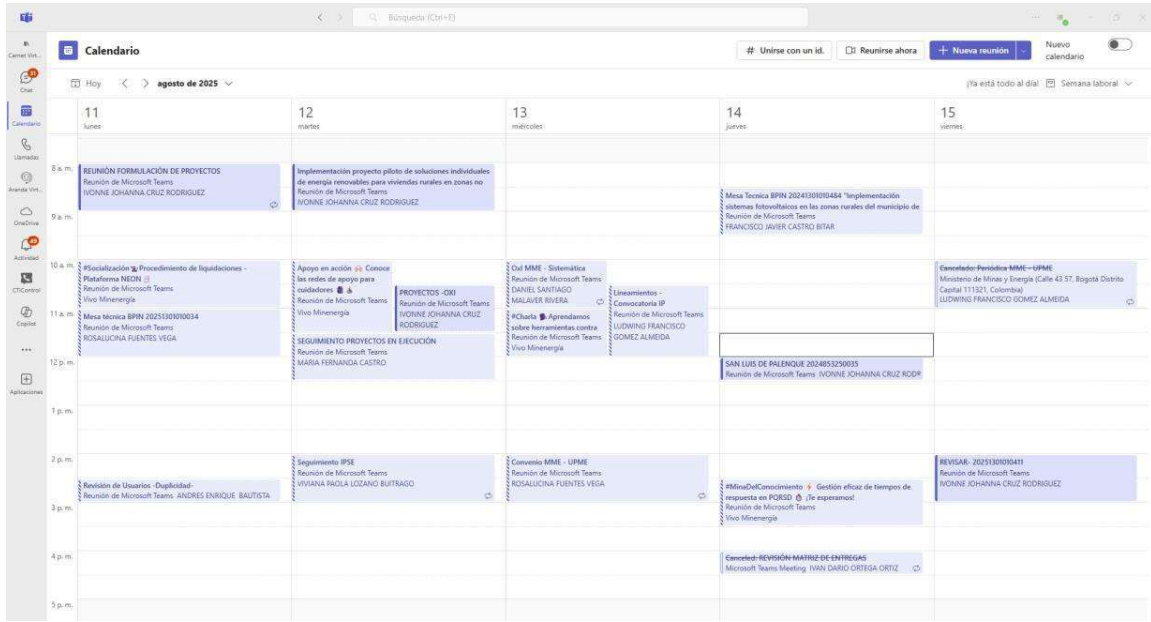 Búsqueda (Ctrl+E)
Carnet Virt...
Chat
Calendario
Llamadas
Aranda Virt...
OneDrive
Actividad
CTIControl
Copilot
Aplicaciones
Calendario
# Unirse con un id.
Reunirse ahora
+ Nueva reunión
Nuevo
calendario
Hoy
agosto de 2025
¡Ya está todo al día!
Semana laboral
11
lunes
12
martes
13
miércoles
14
jueves
15
viernes
8 a. m.
9 a. m.
10 a. m.
11 a. m.
12 p. m.
1 p. m.
2 p. m.
3 p. m.
4 p. m.
5 p. m.
REUNIÓN FORMULACIÓN DE PROYECTOS
Reunión de Microsoft Teams
IVONNE JOHANNA CRUZ RODRIGUEZ
#Socialización Procedimiento de liquidaciones -
Plataforma NEON
Reunión de Microsoft Teams
Vivo Minenergía
Mesa técnica BPIN 20251301010034
Reunión de Microsoft Teams
ROSALUCINA FUENTES VEGA
Revisión de Usuarios -Duplicidad-
Reunión de Microsoft Teams ANDRES ENRIQUE BAUTISTA
Implementación proyecto piloto de soluciones individuales
de energía renovables para viviendas rurales en zonas no
Reunión de Microsoft Teams
IVONNE JOHANNA CRUZ RODRIGUEZ
Apoyo en acción Conoce
las redes de apoyo para
cuidadores
Reunión de Microsoft Teams
Vivo Minenergía
PROYECTOS -OXI
Reunión de Microsoft Teams
IVONNE JOHANNA CRUZ
RODRIGUEZ
SEGUIMIENTO PROYECTOS EN EJECUCIÓN
Reunión de Microsoft Teams
MARIA FERNANDA CASTRO
Seguimiento IPSE
Reunión de Microsoft Teams
VIVIANA PAOLA LOZANO BUITRAGO
OxI MME - Sistemática
Reunión de Microsoft Teams
DANIEL SANTIAGO
MALAVER RIVERA
Lineamientos -
Convocatoria IP
Reunión de Microsoft Teams
LUDWING FRANCISCO
GOMEZ ALMEIDA
#Charla Aprendamos
sobre herramientas contra
Reunión de Microsoft Teams
Vivo Minenergía
Convenio MME - UPME
Reunión de Microsoft Teams
ROSALUCINA FUENTES VEGA
Mesa Tecnica BPIN 20241301010484 "Implementación
sistemas fotovoltaicos en las zonas rurales del municipio de
Reunión de Microsoft Teams
FRANCISCO JAVIER CASTRO BITAR
SAN LUIS DE PALENQUE 2024853250035
Reunión de Microsoft Teams IVONNE JOHANNA CRUZ RODR
#MinaDelConocimiento Gestión eficaz de tiempos de
respuesta en PQRSD ¡Te esperamos!
Reunión de Microsoft Teams
Vivo Minenergía
Canceled: REVISIÓN MATRIZ DE ENTREGAS
Microsoft Teams Meeting IVAN DARIO ORTEGA ORTIZ
Cancelado: Periódica MME - UPME
Ministerio de Minas y Energía (Calle 43 57, Bogotá Distrito
Capital 111321, Colombia)
LUDWING FRANCISCO GOMEZ ALMEIDA
REVISAR- 20251301010411
Reunión de Microsoft Teams
IVONNE JOHANNA CRUZ RODRIGUEZ